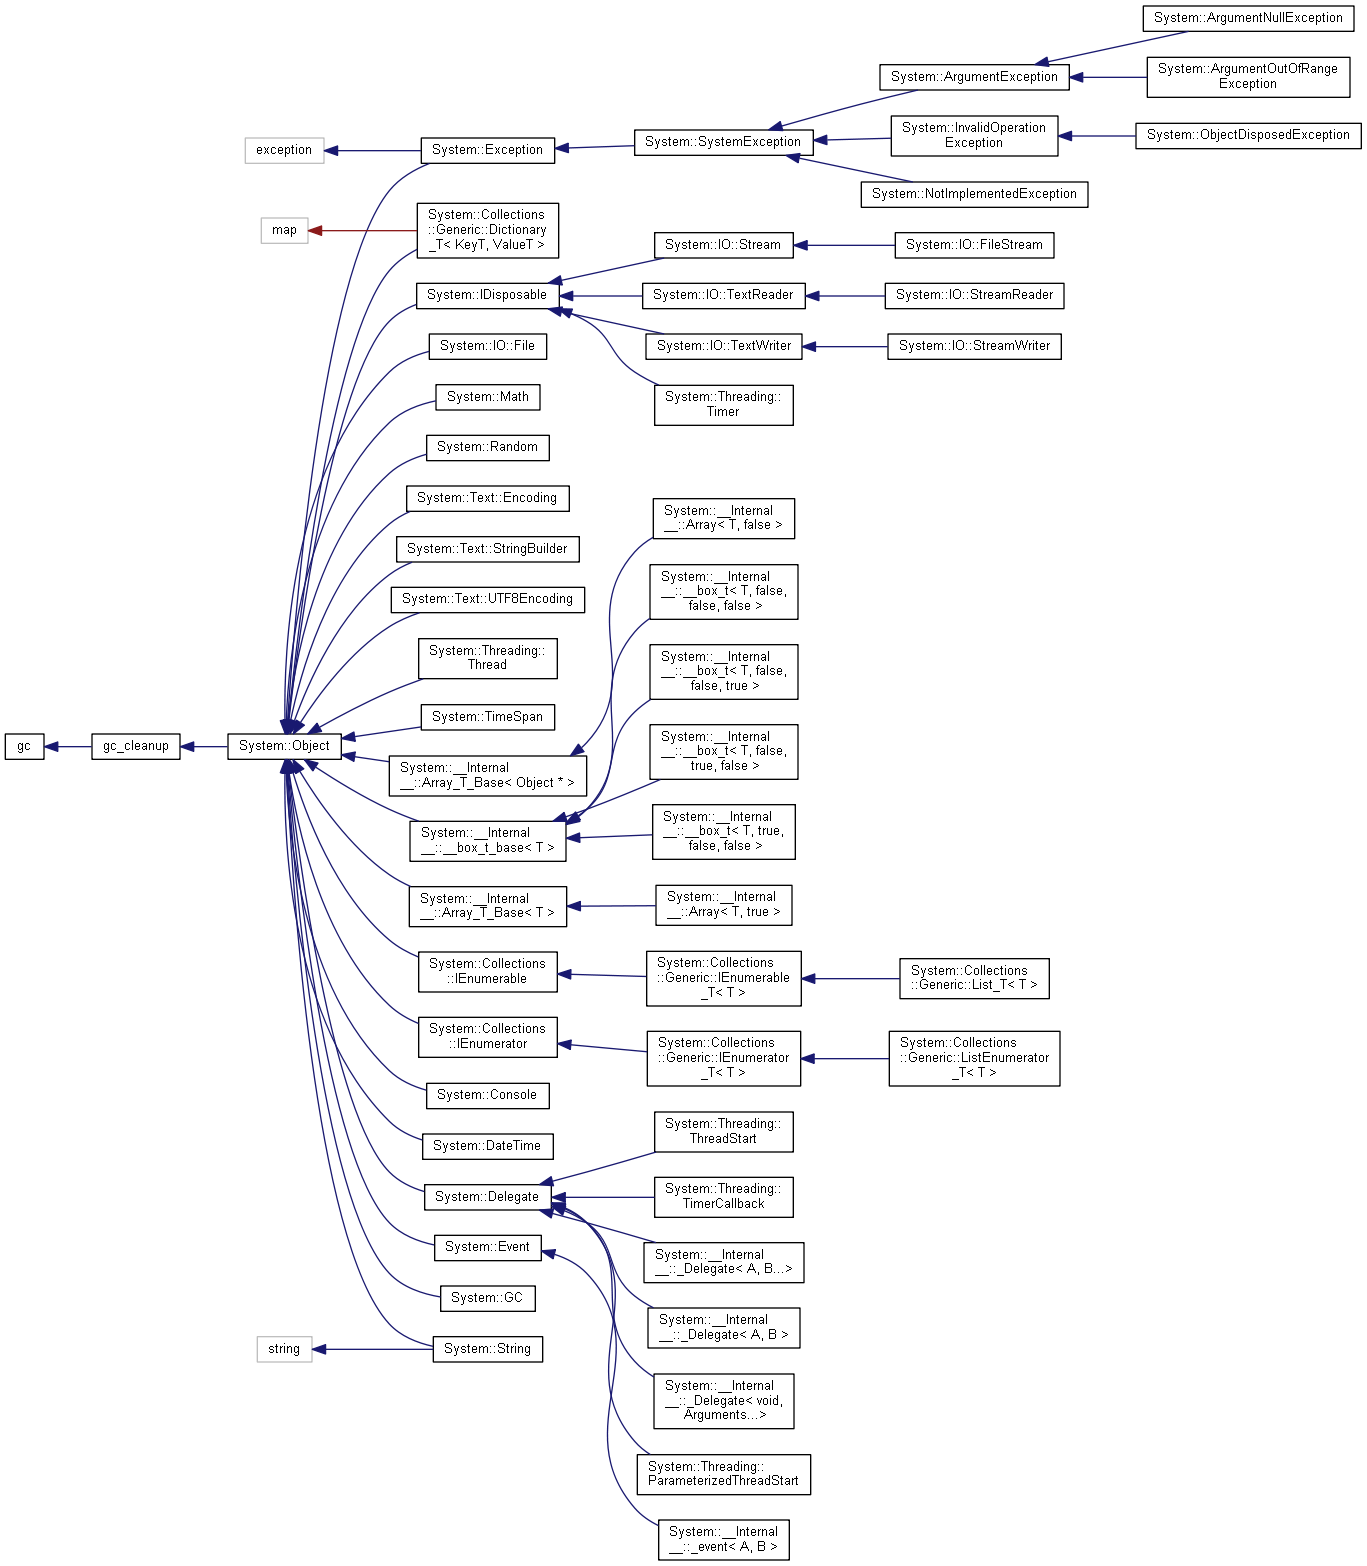 System::ArgumentNullException
System::ArgumentException
System::ArgumentOutOfRange
Exception
exception
System::Exception
System::SystemException
System::InvalidOperation
Exception
System::ObjectDisposedException
System::NotImplementedException
map
System::Collections
::Generic::Dictionary
_T< KeyT, ValueT >
System::IO::Stream
System::IO::FileStream
System::IDisposable
System::IO::TextReader
System::IO::StreamReader
System::IO::File
System::IO::TextWriter
System::IO::StreamWriter
System::Math
System::Threading::
Timer
System::Random
System::Text::Encoding
System::__Internal
__::Array< T, false >
System::Text::StringBuilder
System::__Internal
__::__box_t< T, false,
false, false >
System::Text::UTF8Encoding
System::Threading::
Thread
System::__Internal
__::__box_t< T, false,
false, true >
System::TimeSpan
gc
gc_cleanup
System::Object
System::__Internal
__::__box_t< T, false,
true, false >
System::__Internal
__::Array_T_Base< Object * >
System::__Internal
__::__box_t_base< T >
System::__Internal
__::__box_t< T, true,
false, false >
System::__Internal
__::Array_T_Base< T >
System::__Internal
__::Array< T, true >
System::Collections
::IEnumerable
System::Collections
::Generic::IEnumerable
_T< T >
System::Collections
::Generic::List_T< T >
System::Collections
::IEnumerator
System::Collections
::Generic::IEnumerator
_T< T >
System::Collections
::Generic::ListEnumerator
_T< T >
System::Console
System::DateTime
System::Threading::
ThreadStart
System::Delegate
System::Threading::
TimerCallback
System::Event
System::__Internal
__::_Delegate< A, B...>
System::GC
System::__Internal
__::_Delegate< A, B >
string
System::String
System::__Internal
__::_Delegate< void,
Arguments...>
System::Threading::
ParameterizedThreadStart
System::__Internal
__::_event< A, B >